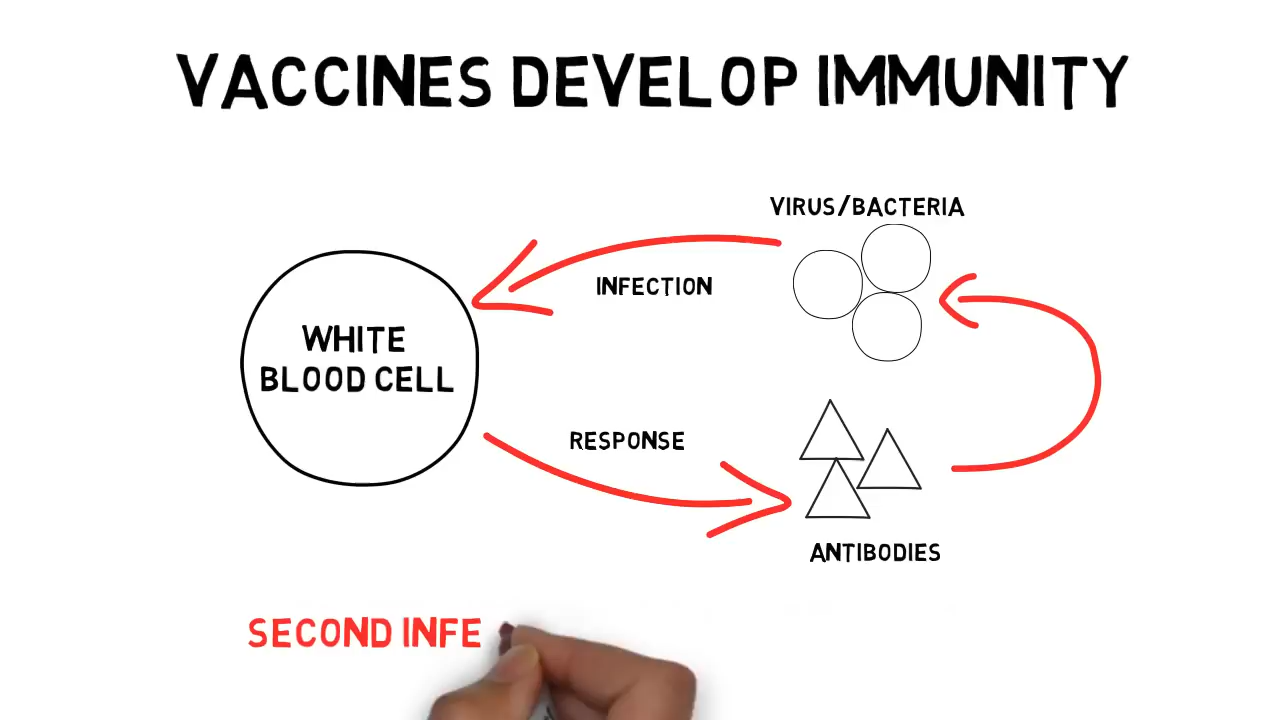 VACCINES DEVELOP IMMUNITY
VIRUS/BACTERIA
INFECTION
WHITE
BLOOD CELL
RESPONSE
ANTIBODIES
SECOND INFE